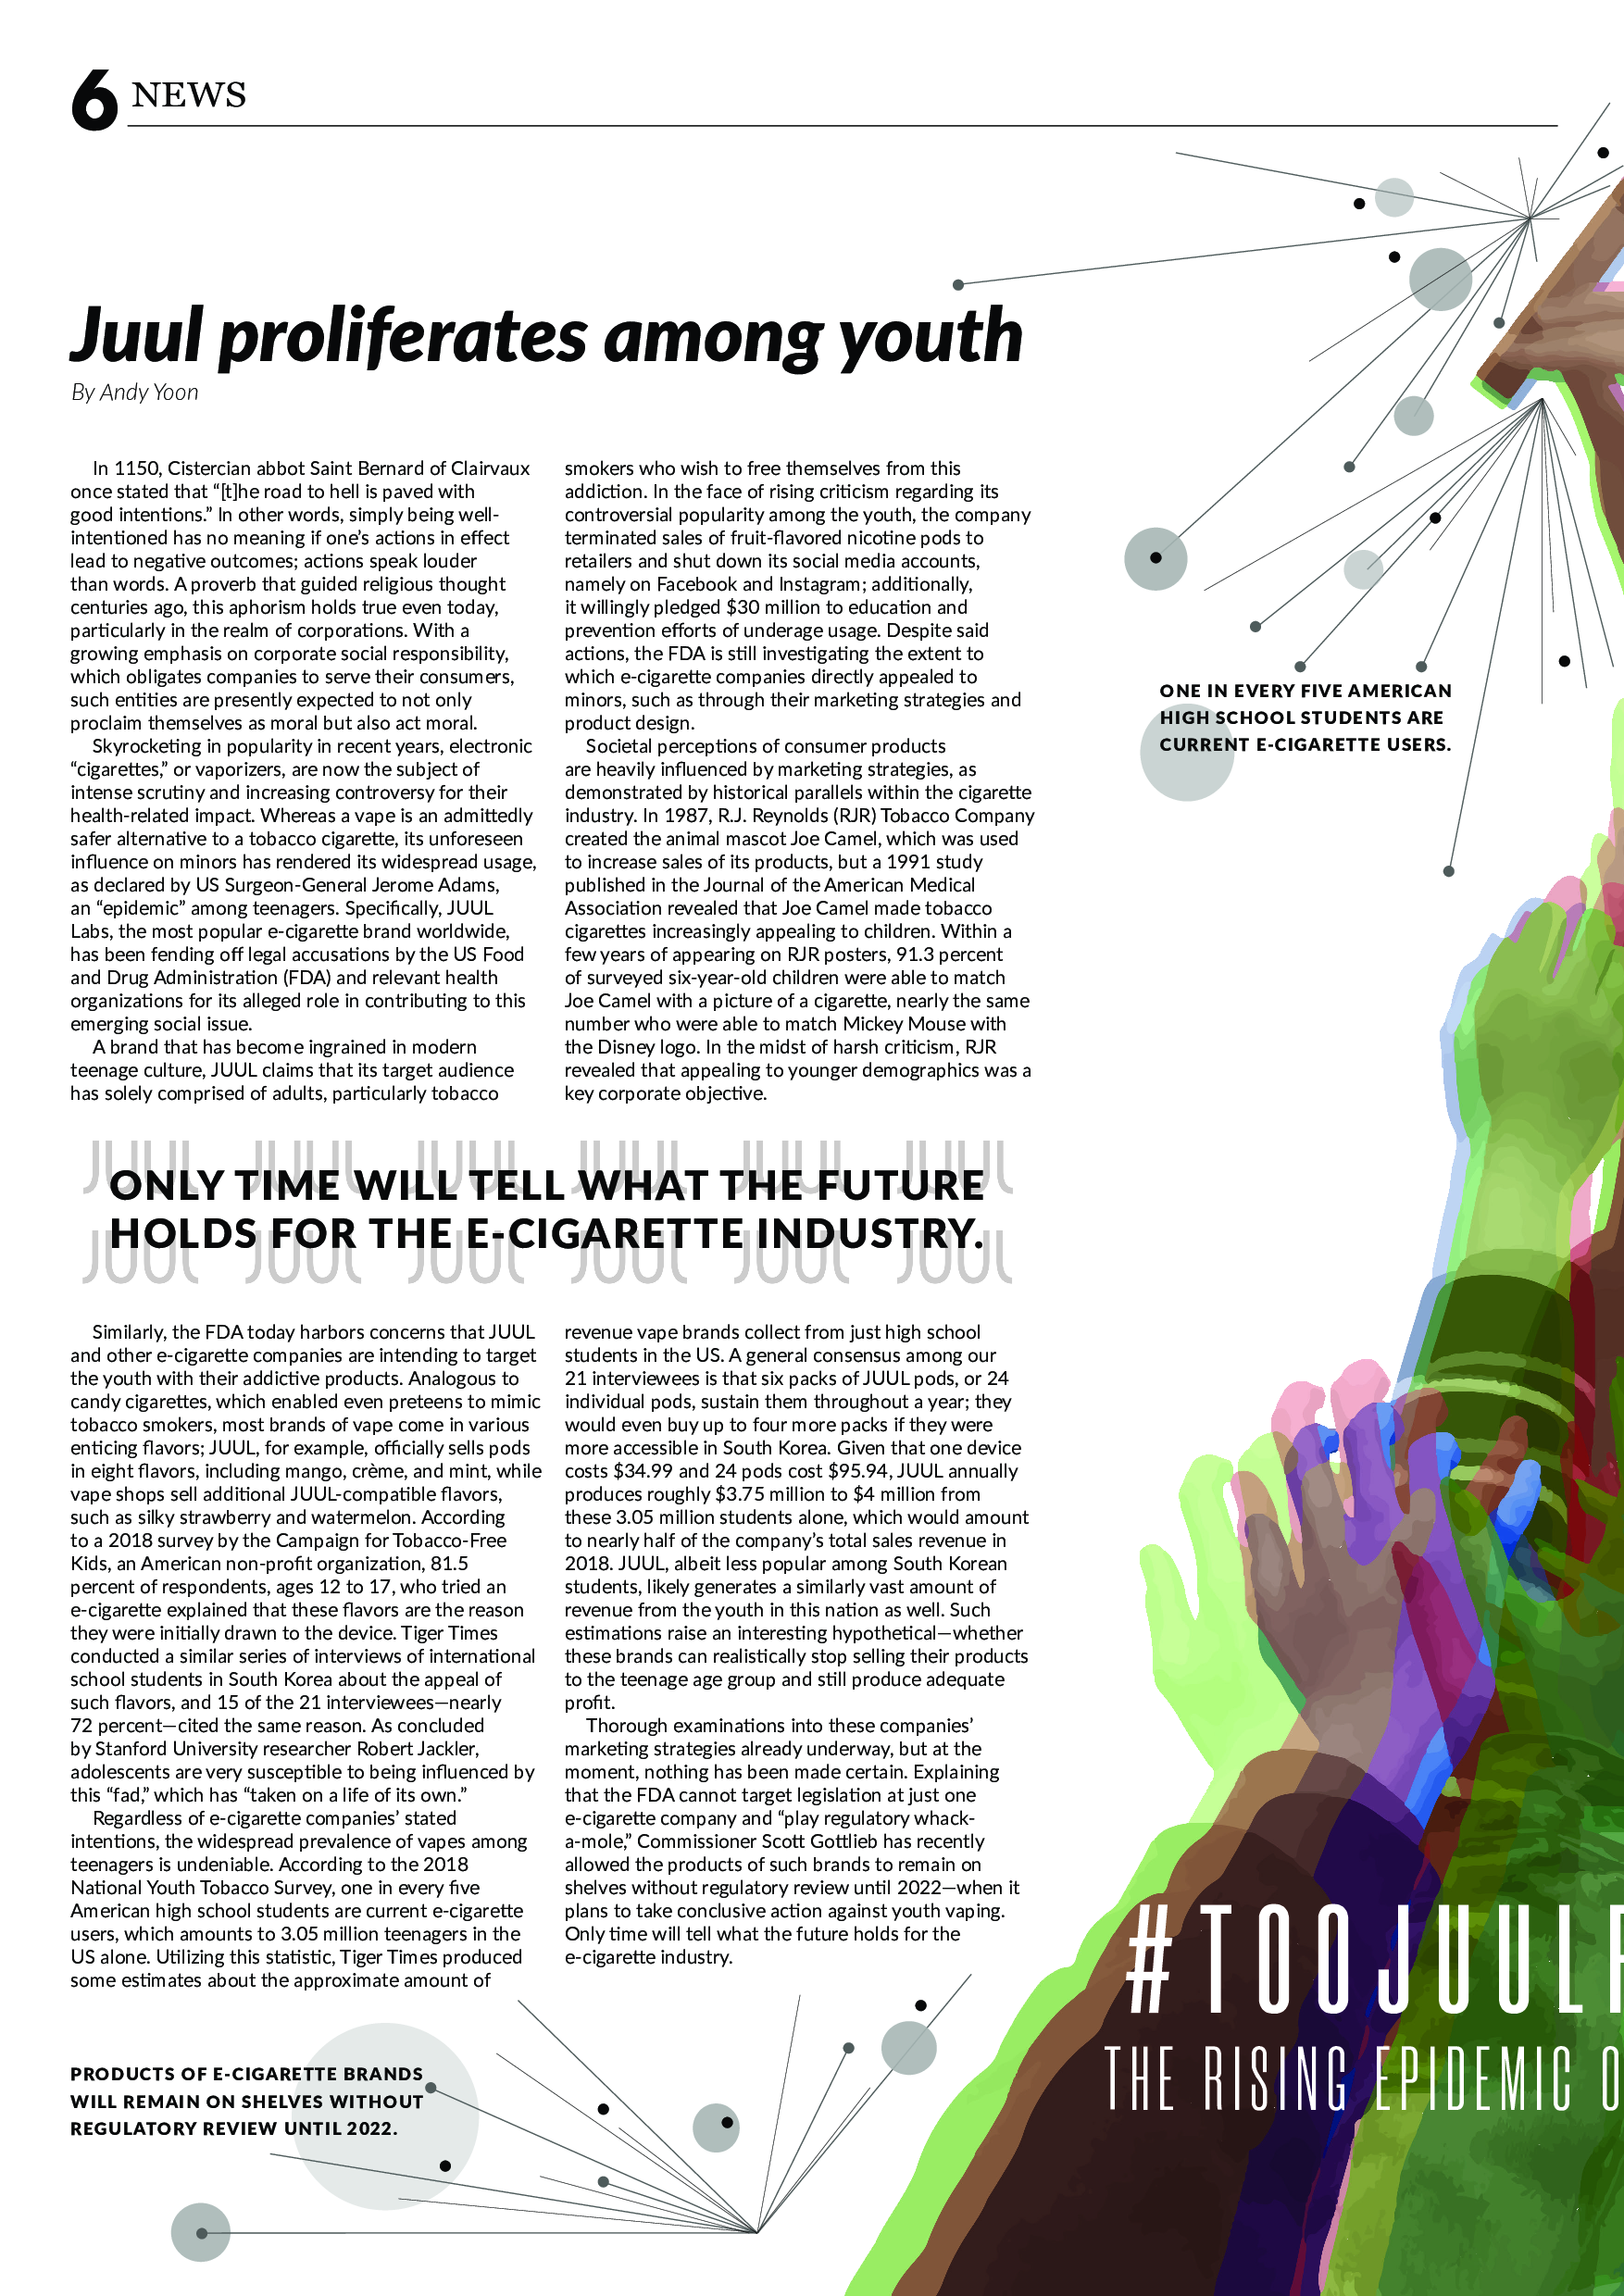 6 NEWS
Juul proliferates among youth
By Andy Yoon
In 1150, Cistercian abbot Saint Bernard of Clairvaux
once stated that “[t]he road to hell is paved with
good intentions.” In other words, simply being well-
intentioned has no meaning if one’s actions in effect
lead to negative outcomes; actions speak louder
than words. A proverb that guided religious thought
centuries ago, this aphorism holds true even today,
particularly in the realm of corporations. With a
growing emphasis on corporate social responsibility,
which obligates companies to serve their consumers,
such entities are presently expected to not only
proclaim themselves as moral but also act moral.
Skyrocketing in popularity in recent years, electronic
“cigarettes,” or vaporizers, are now the subject of
intense scrutiny and increasing controversy for their
health-related impact. Whereas a vape is an admittedly
safer alternative to a tobacco cigarette, its unforeseen
influence on minors has rendered its widespread usage,
as declared by US Surgeon-General Jerome Adams,
an “epidemic” among teenagers. Specifically, JUUL
Labs, the most popular e-cigarette brand worldwide,
has been fending off legal accusations by the US Food
and Drug Administration (FDA) and relevant health
organizations for its alleged role in contributing to this
emerging social issue.
A brand that has become ingrained in modern
teenage culture, JUUL claims that its target audience
has solely comprised of adults, particularly tobacco
smokers who wish to free themselves from this
addiction. In the face of rising criticism regarding its
controversial popularity among the youth, the company
terminated sales of fruit-flavored nicotine pods to
retailers and shut down its social media accounts,
namely on Facebook and Instagram; additionally,
it willingly pledged $30 million to education and
prevention efforts of underage usage. Despite said
actions, the FDA is still investigating the extent to
which e-cigarette companies directly appealed to
minors, such as through their marketing strategies and
product design.
Societal perceptions of consumer products
are heavily influenced by marketing strategies, as
demonstrated by historical parallels within the cigarette
industry. In 1987, R.J. Reynolds (RJR) Tobacco Company
created the animal mascot Joe Camel, which was used
to increase sales of its products, but a 1991 study
published in the Journal of the American Medical
Association revealed that Joe Camel made tobacco
cigarettes increasingly appealing to children. Within a
few years of appearing on RJR posters, 91.3 percent
of surveyed six-year-old children were able to match
Joe Camel with a picture of a cigarette, nearly the same
number who were able to match Mickey Mouse with
the Disney logo. In the midst of harsh criticism, RJR
revealed that appealing to younger demographics was a
key corporate objective.
ONE IN EVERY FIVE AMERICAN
HIGH SCHOOL STUDENTS ARE
CURRENT E-CIGARETTE USERS.
JUUL JUUL JUUL JUUL JUUL JUUL
ONLY TIME WILL TELL WHAT THE FUTURE
HOLDS FOR THE E-CIGARETTE INDUSTRY.
JUUL JUUL JUUL JUUL JUUL JUUL
Similarly, the FDA today harbors concerns that JUUL
and other e-cigarette companies are intending to target
the youth with their addictive products. Analogous to
candy cigarettes, which enabled even preteens to mimic
tobacco smokers, most brands of vape come in various
enticing flavors; JUUL, for example, officially sells pods
in eight flavors, including mango, crème, and mint, while
vape shops sell additional JUUL-compatible flavors,
such as silky strawberry and watermelon. According
to a 2018 survey by the Campaign for Tobacco-Free
Kids, an American non-profit organization, 81.5
percent of respondents, ages 12 to 17, who tried an
e-cigarette explained that these flavors are the reason
they were initially drawn to the device. Tiger Times
conducted a similar series of interviews of international
school students in South Korea about the appeal of
such flavors, and 15 of the 21 interviewees—nearly
72 percent—cited the same reason. As concluded
by Stanford University researcher Robert Jackler,
adolescents are very susceptible to being influenced by
this “fad,” which has “taken on a life of its own.”
Regardless of e-cigarette companies’ stated
intentions, the widespread prevalence of vapes among
teenagers is undeniable. According to the 2018
National Youth Tobacco Survey, one in every five
American high school students are current e-cigarette
users, which amounts to 3.05 million teenagers in the
US alone. Utilizing this statistic, Tiger Times produced
some estimates about the approximate amount of
revenue vape brands collect from just high school
students in the US. A general consensus among our
21 interviewees is that six packs of JUUL pods, or 24
individual pods, sustain them throughout a year; they
would even buy up to four more packs if they were
more accessible in South Korea. Given that one device
costs $34.99 and 24 pods cost $95.94, JUUL annually
produces roughly $3.75 million to $4 million from
these 3.05 million students alone, which would amount
to nearly half of the company’s total sales revenue in
2018. JUUL, albeit less popular among South Korean
students, likely generates a similarly vast amount of
revenue from the youth in this nation as well. Such
estimations raise an interesting hypothetical—whether
these brands can realistically stop selling their products
to the teenage age group and still produce adequate
profit.
Thorough examinations into these companies’
marketing strategies already underway, but at the
moment, nothing has been made certain. Explaining
that the FDA cannot target legislation at just one
e-cigarette company and “play regulatory whack-
a-mole,” Commissioner Scott Gottlieb has recently
allowed the products of such brands to remain on
shelves without regulatory review until 2022—when it
plans to take conclusive action against youth vaping.
Only time will tell what the future holds for the
e-cigarette industry.
#TOOJUULF
THE RISING EPIDEMIC O
PRODUCTS OF E-CIGARETTE BRANDS
WILL REMAIN ON SHELVES WITHOUT
REGULATORY REVIEW UNTIL 2022.